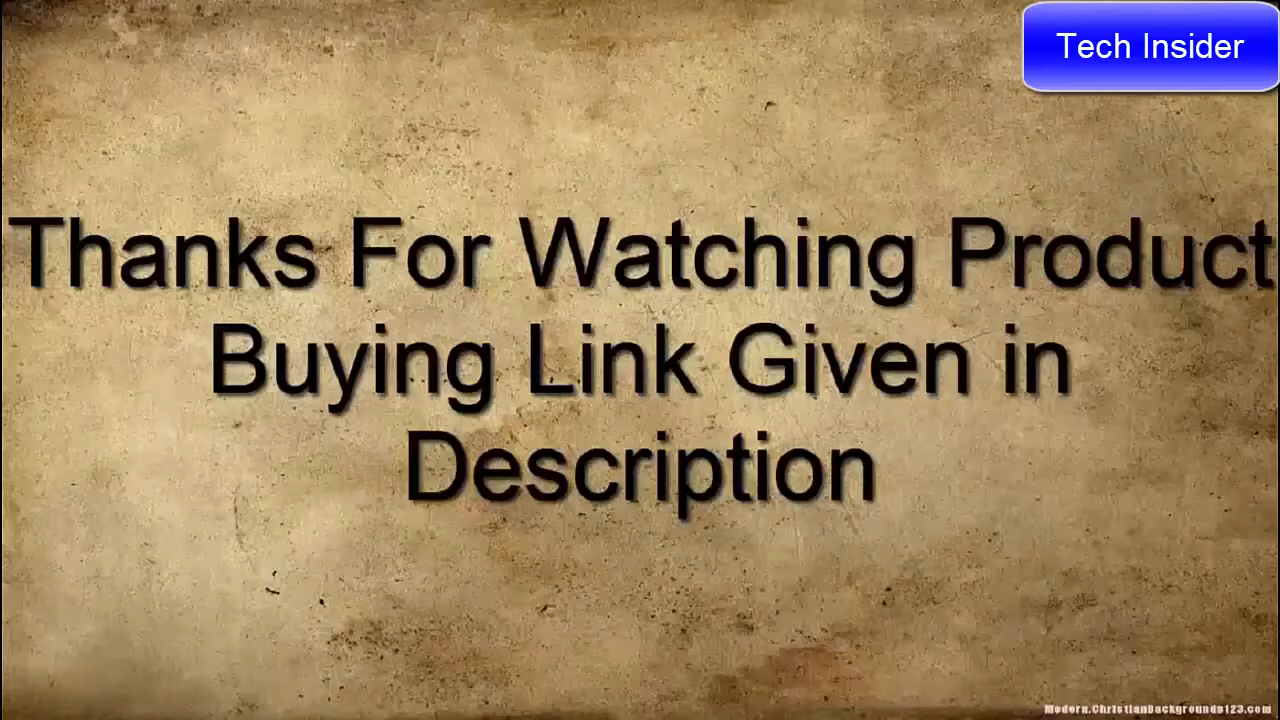 Tech Insider
Thanks For Watching Product
Buying Link Given in
Description
Modern.ChristianBackgrounds123.com